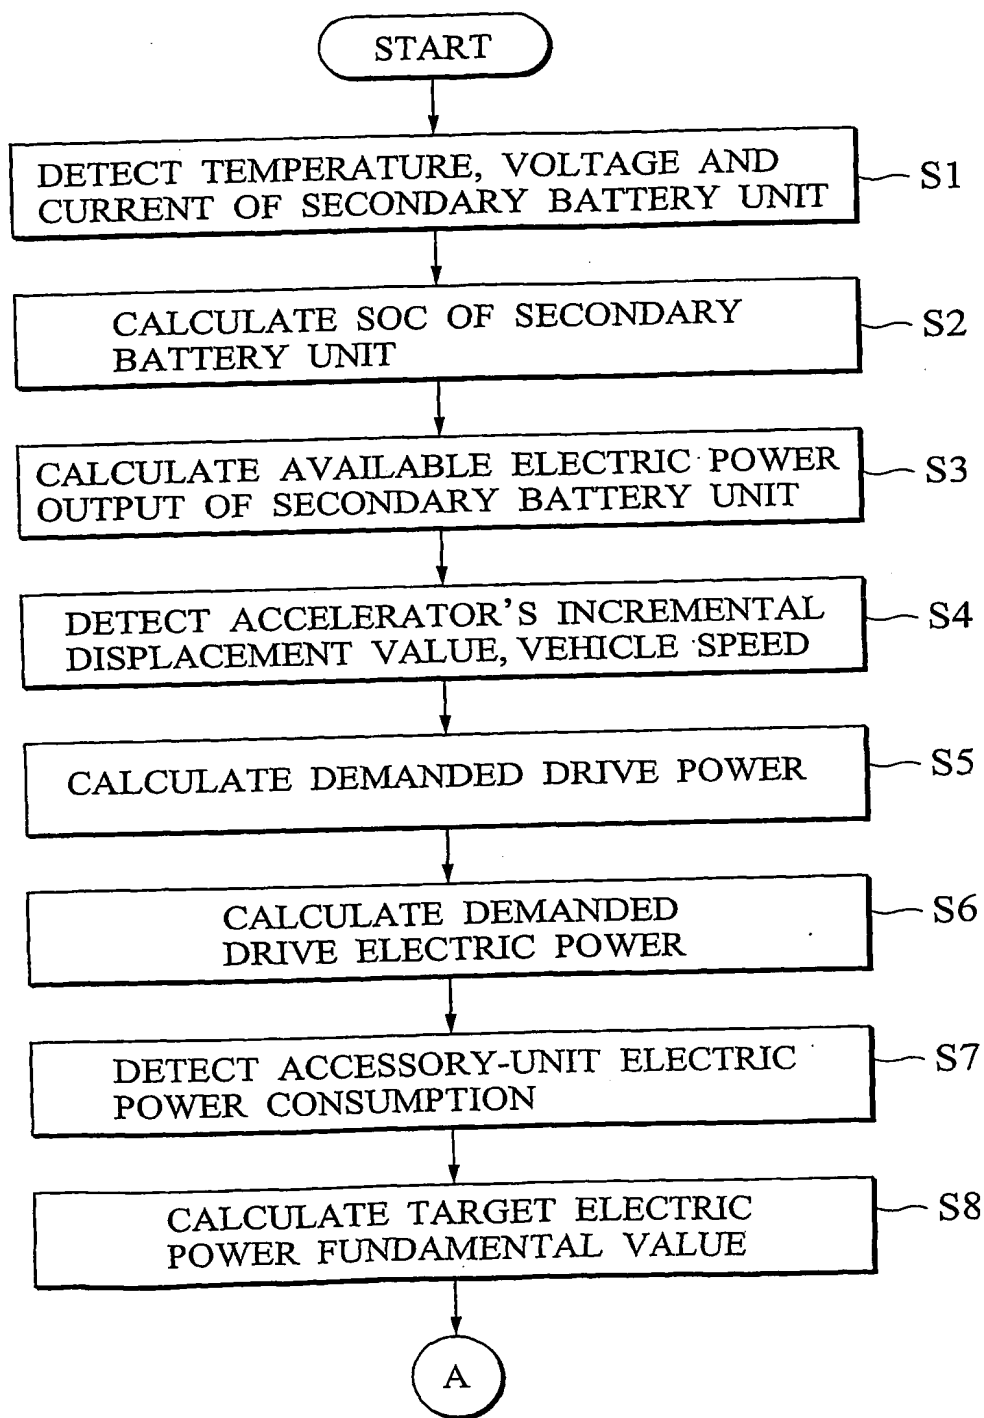 START
DETECT TEMPERATURE, VOLTAGE AND
CURRENT OF SECONDARY BATTERY UNIT
S1
CALCULATE SOC OF SECONDARY
BATTERY UNIT
S2
CALCULATE AVAILABLE ELECTRIC POWER
OUTPUT OF SECONDARY BATTERY UNIT
S3
DETECT ACCELERATOR'S INCREMENTAL
DISPLACEMENT VALUE, VEHICLE SPEED
S4
CALCULATE DEMANDED DRIVE POWER
S5
CALCULATE DEMANDED
DRIVE ELECTRIC POWER
S6
DETECT ACCESSORY-UNIT ELECTRIC
POWER CONSUMPTION
S7
CALCULATE TARGET ELECTRIC
POWER FUNDAMENTAL VALUE
S8
A